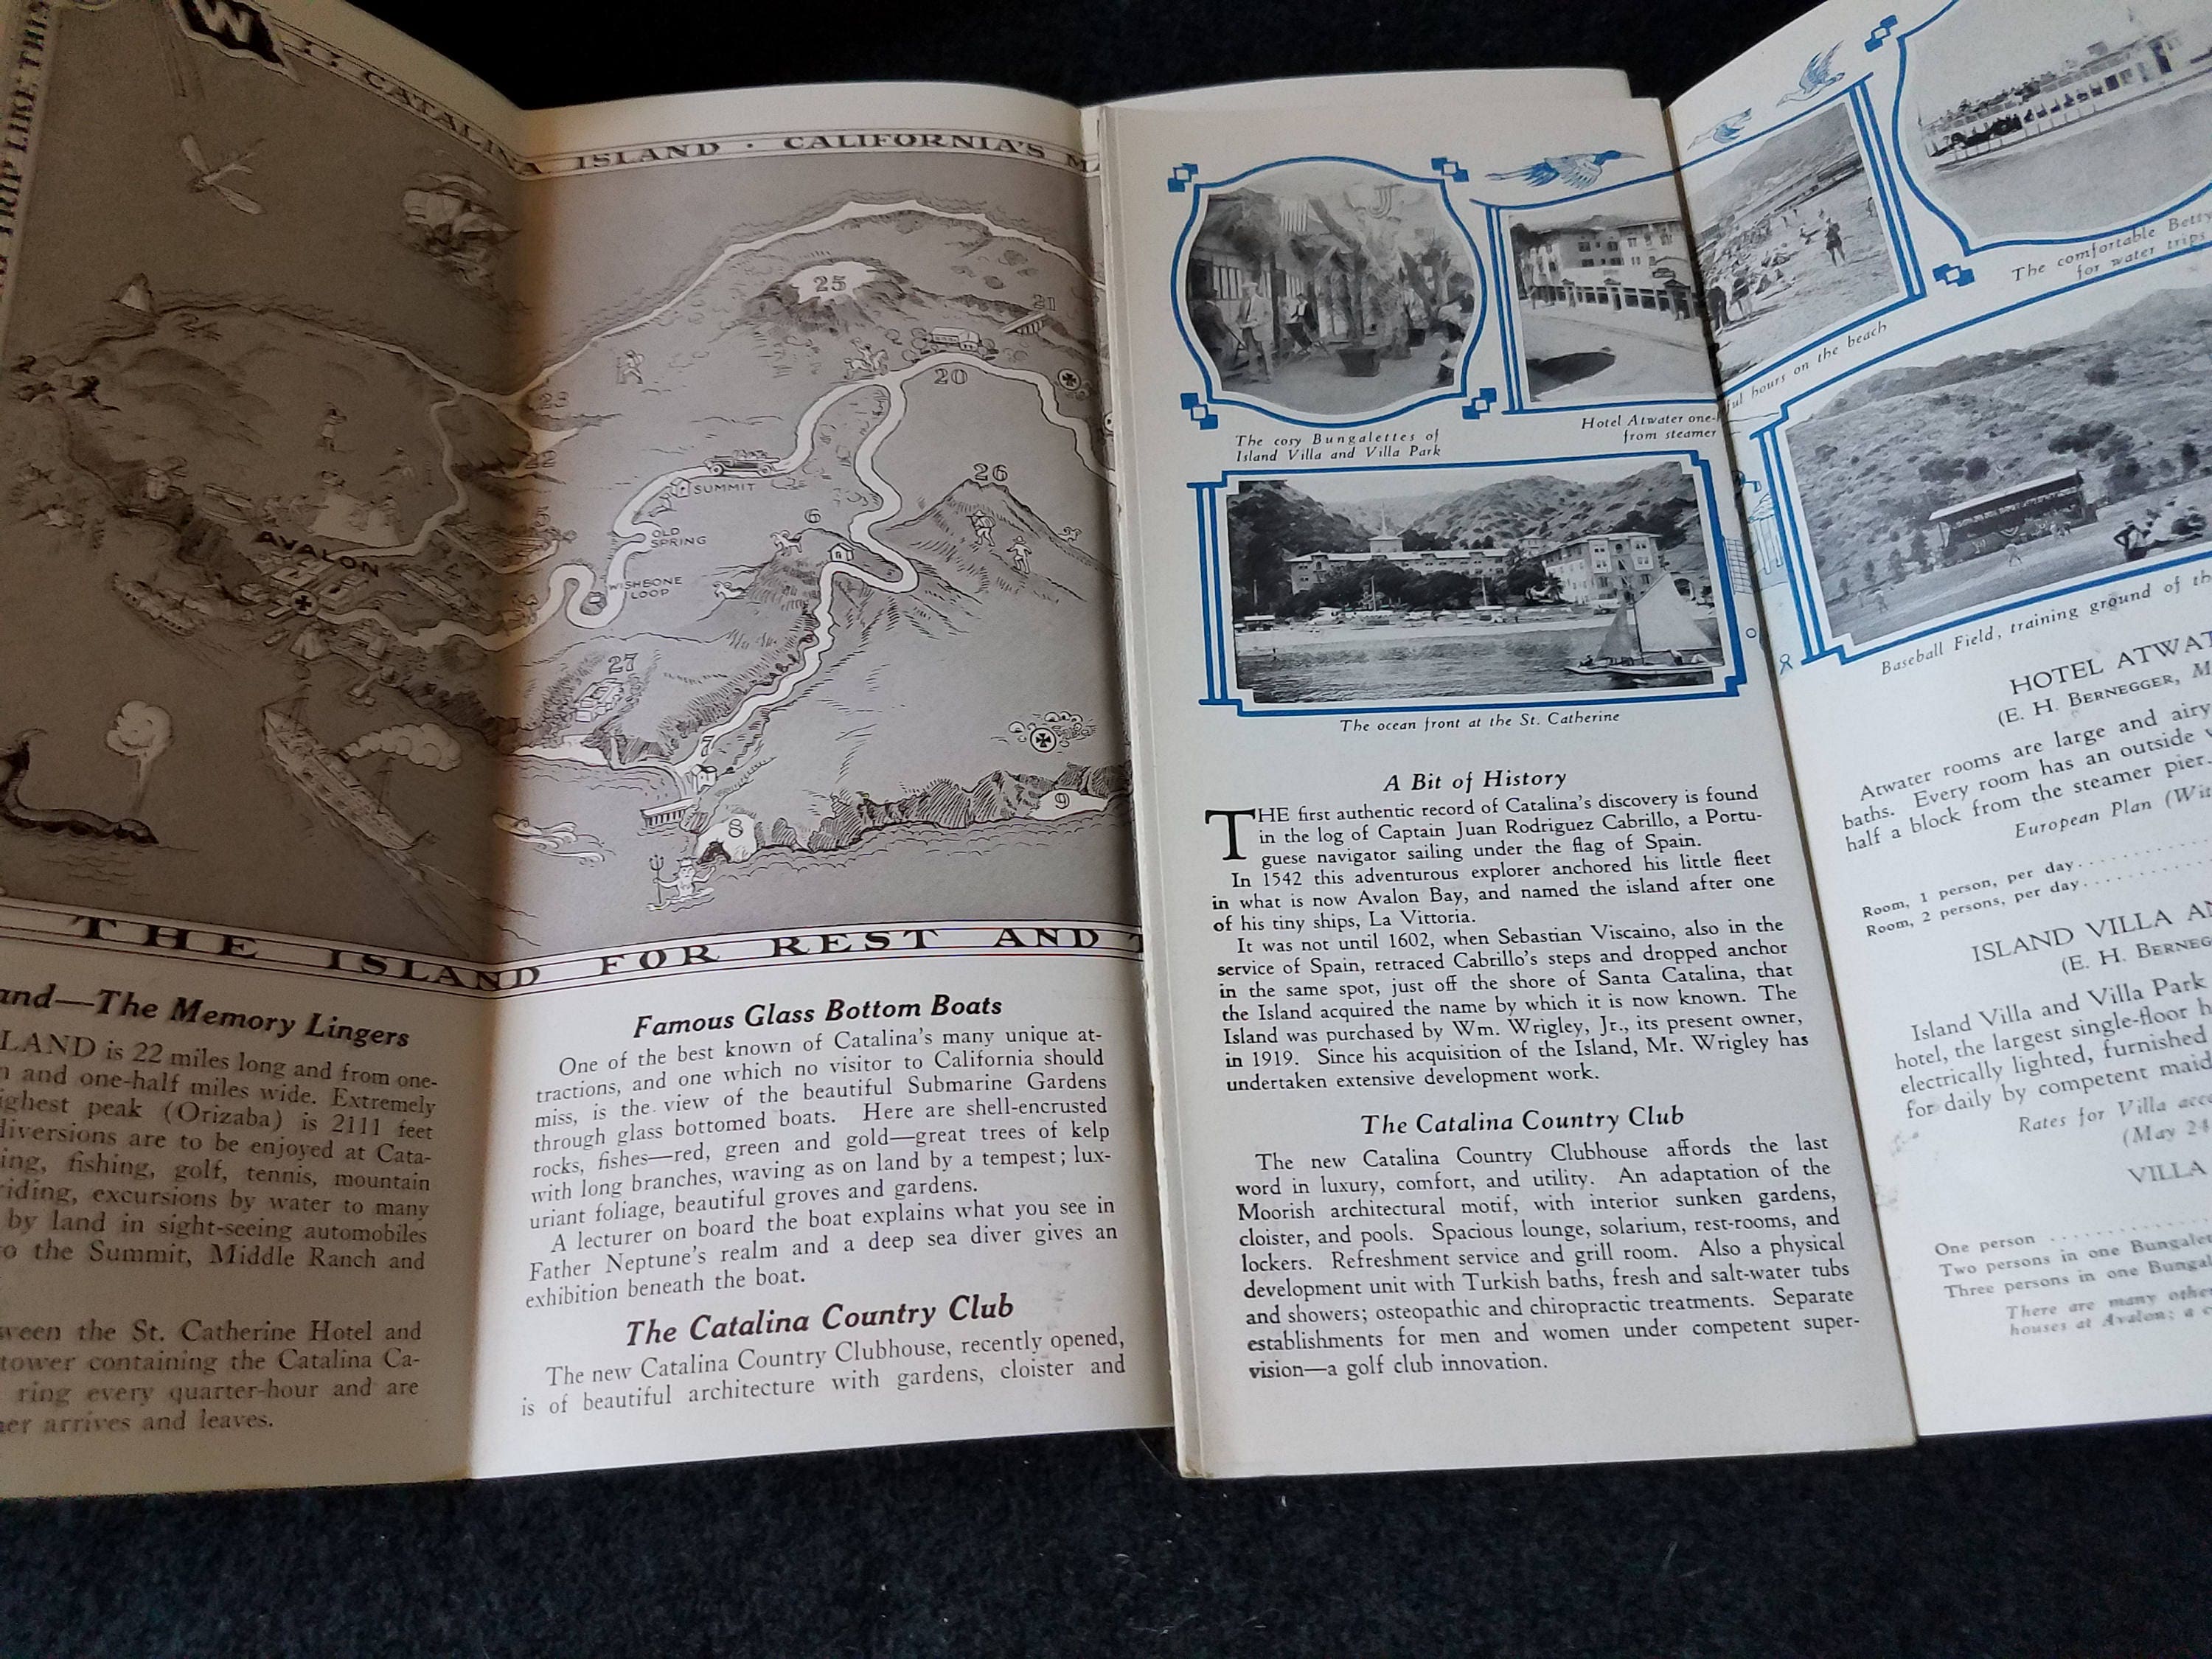 TRIP LIKE THIS
W
CATALINA ISLAND · CALIFORNIA'S
25
21
24
23
22
20
26
SUMMIT
6
OLD
SPRING
AVALON
WISHBONE
LOOP
27
7
8
9
THE ISLAND FOR REST AND
The Memory Lingers
LAND is 22 miles long and from one-
and one-half miles wide. Extremely
ighest peak (Orizaba) is 2111 feet
diversions are to be enjoyed at Cata-
ing, fishing, golf, tennis, mountain
riding, excursions by water to many
by land in sight-seeing automobiles
the Summit, Middle Ranch and
ween the St. Catherine Hotel and
tower containing the Catalina Ca-
ring every quarter-hour and are
arrives and leaves.
Famous Glass Bottom Boats
One of the best known of Catalina's many unique at-
tractions, and one which no visitor to California should
miss, is the view of the beautiful Submarine Gardens
through glass bottomed boats. Here are shell-encrusted
rocks, fishes—red, green and gold—great trees of kelp
with long branches, waving as on land by a tempest; lux-
uriant foliage, beautiful groves and gardens.
A lecturer on board the boat explains what you see in
Father Neptune's realm and a deep sea diver gives an
exhibition beneath the boat.
The Catalina Country Club
The new Catalina Country Clubhouse, recently opened,
is of beautiful architecture with gardens, cloister and
The cosy Bungalettes of
Island Villa and Villa Park
Hotel Atwater one-
from steamer
The ocean front at the St. Catherine
A Bit of History
THE first authentic record of Catalina's discovery is found
in the log of Captain Juan Rodriguez Cabrillo, a Portu-
guese navigator sailing under the flag of Spain.
In 1542 this adventurous explorer anchored his little fleet
in what is now Avalon Bay, and named the island after one
of his tiny ships, La Vittoria.
It was not until 1602, when Sebastian Viscaino, also in the
service of Spain, retraced Cabrillo's steps and dropped anchor
in the same spot, just off the shore of Santa Catalina, that
the Island acquired the name by which it is now known. The
Island was purchased by Wm. Wrigley, Jr., its present owner,
in 1919. Since his acquisition of the Island, Mr. Wrigley has
undertaken extensive development work.
The Catalina Country Club
The new Catalina Country Clubhouse affords the last
word in luxury, comfort, and utility. An adaptation of the
Moorish architectural motif, with interior sunken gardens,
cloister, and pools. Spacious lounge, solarium, rest-rooms, and
lockers. Refreshment service and grill room. Also a physical
development unit with Turkish baths, fresh and salt-water tubs
and showers; osteopathic and chiropractic treatments. Separate
establishments for men and women under competent super-
vision—a golf club innovation.
ful hours on the beach
The comfortable Betty
for water trips
Baseball Field, training ground of
HOTEL ATWAT
(E. H. BERNEGGER, M
Atwater rooms are large and airy
baths. Every room has an outside
half a block from the steamer pier.
European Plan (Wit
Room, 1 person, per day
Room, 2 persons, per day
ISLAND VILLA AN
(E. H. BERNEG
Island Villa and Villa Park
hotel, the largest single-floor h
electrically lighted, furnished
for daily by competent maid
Rates for Villa acco
(May 24
VILLA
One person
Two persons in one Bungalet
Three persons in one Bungal
There are many other
houses at Avalon; a